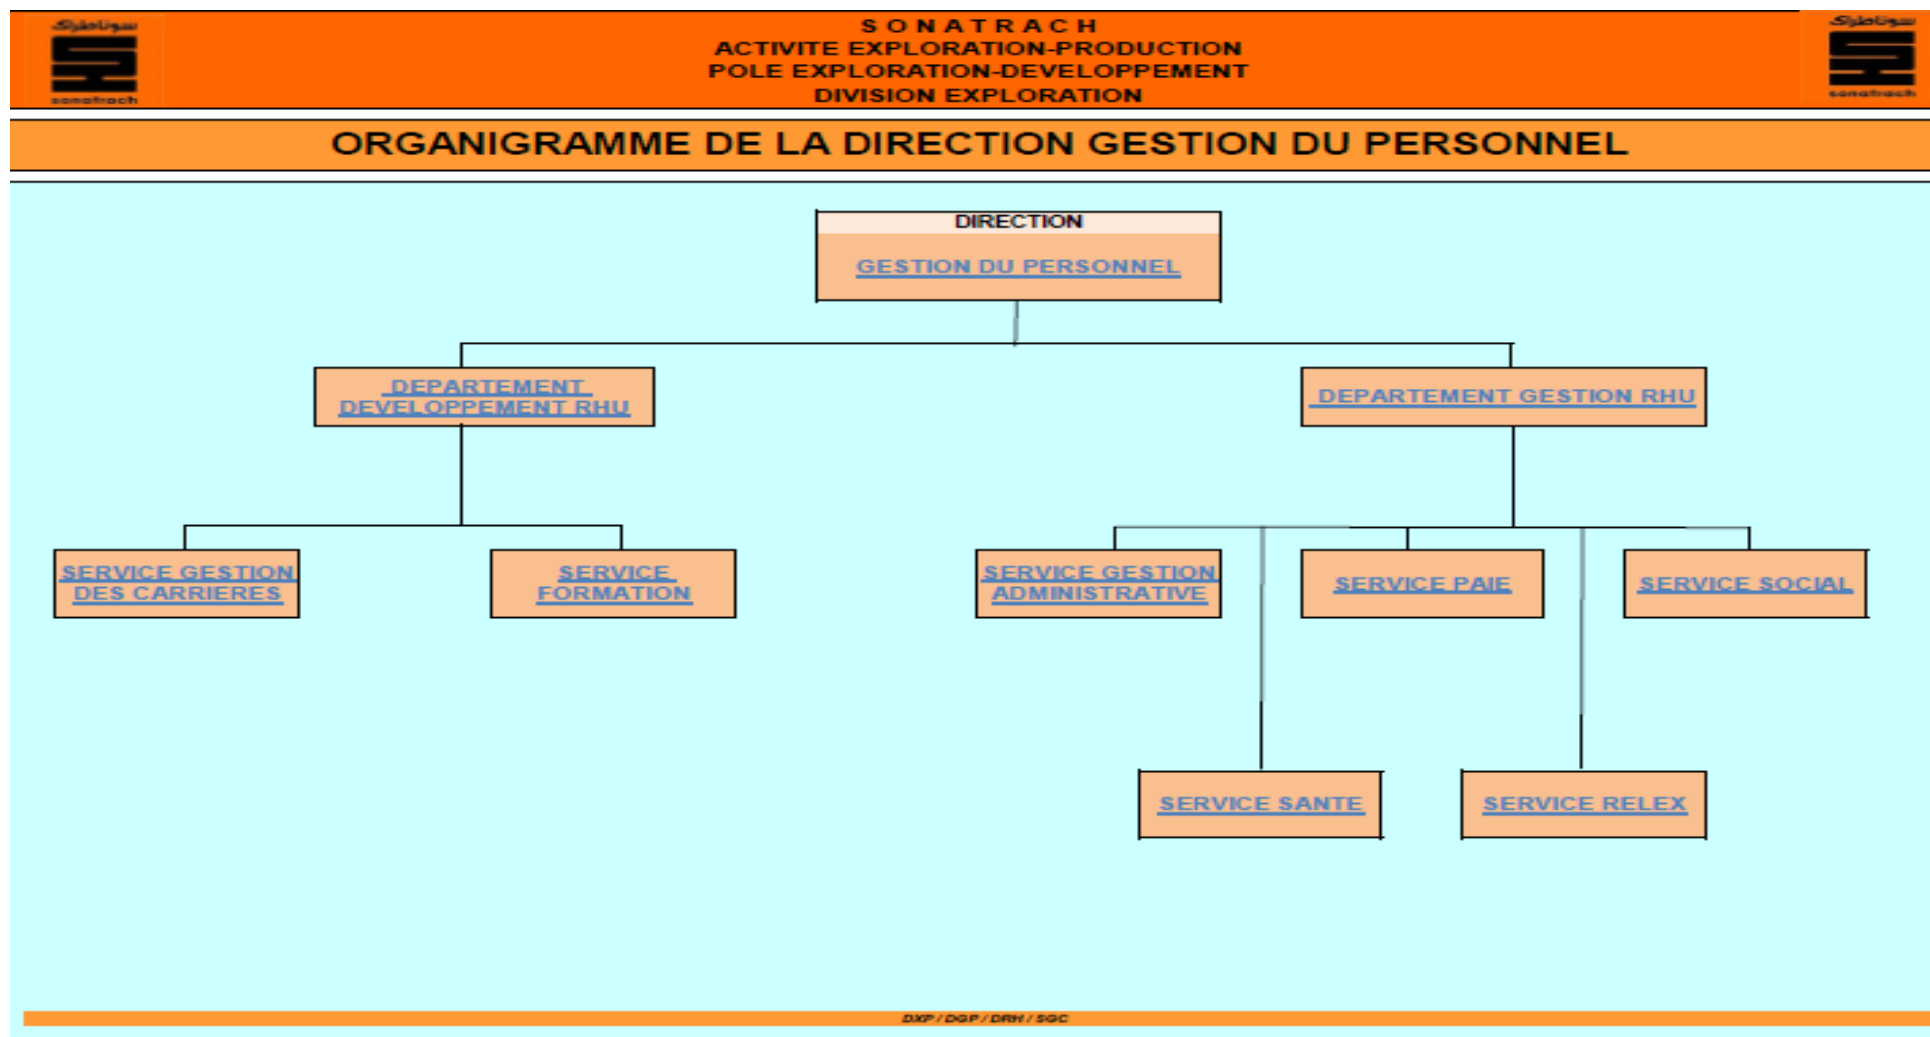 سوناطراك
sonatrach
S O N A T R A C H
ACTIVITE EXPLORATION-PRODUCTION
POLE EXPLORATION-DEVELOPPEMENT
DIVISION EXPLORATION
سوناطراك
sonatrach
ORGANIGRAMME DE LA DIRECTION GESTION DU PERSONNEL
DIRECTION
GESTION DU PERSONNEL
DEPARTEMENT
DEVELOPPEMENT RHU
DEPARTEMENT GESTION RHU
SERVICE GESTION
DES CARRIERES
SERVICE
FORMATION
SERVICE GESTION
ADMINISTRATIVE
SERVICE PAIE
SERVICE SOCIAL
SERVICE SANTE
SERVICE RELEX
DXP / DGP / DRH / SGC